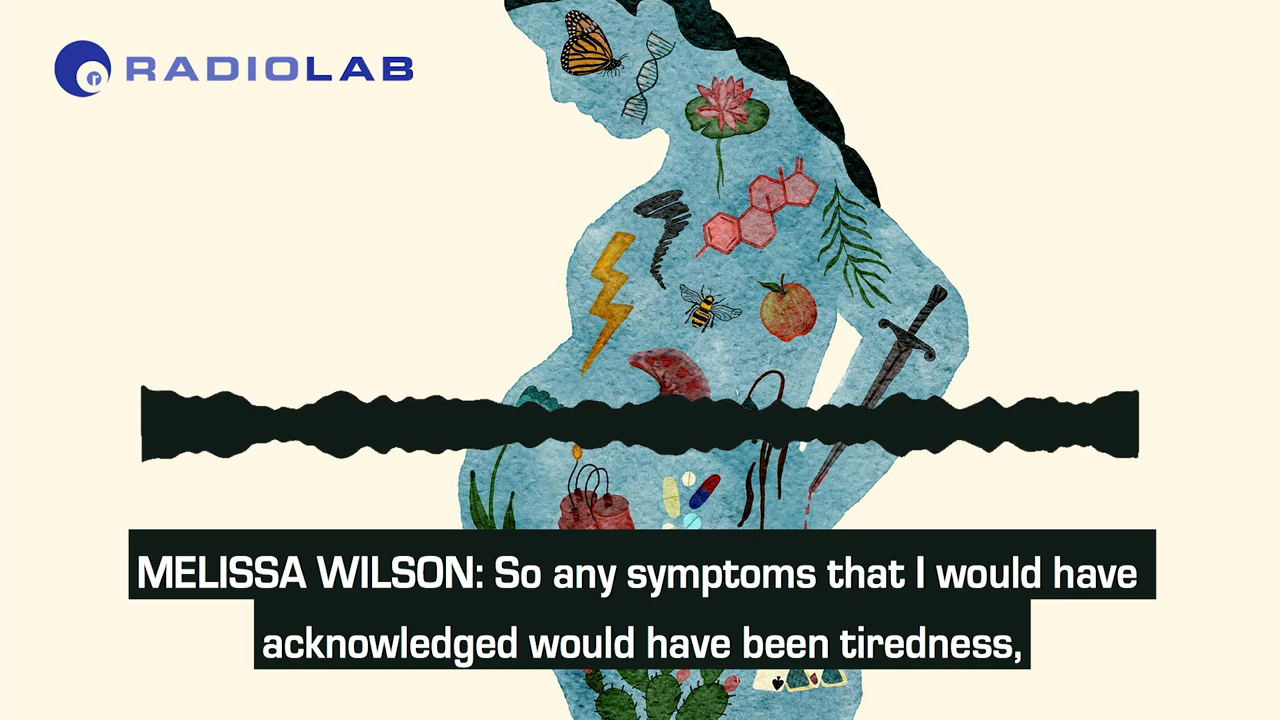 RADIOLAB
MELISSA WILSON: So any symptoms that I would have
acknowledged would have been tiredness,